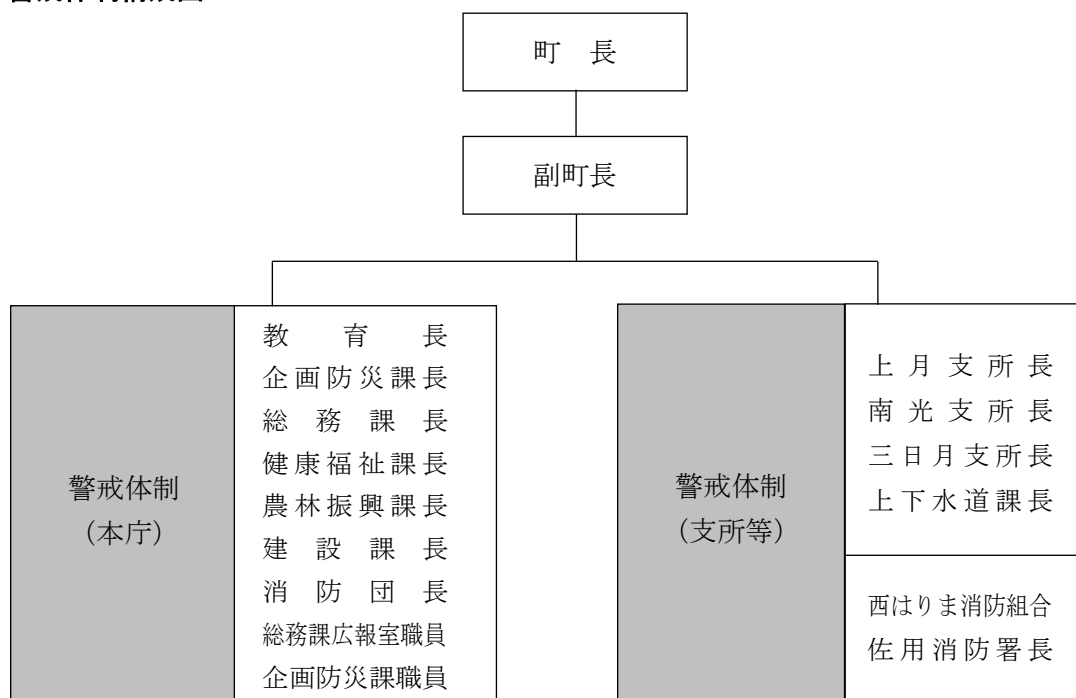 町　長
副町長
警戒体制
（本庁）
教育長
企画防災課長
総務課長
健康福祉課長
農林振興課長
建設課長
消防団長
総務課広報室職員
企画防災課職員
警戒体制
（支所等）
上月支所長
南光支所長
三日月支所長
上下水道課長
西はりま消防組合
佐用消防署長